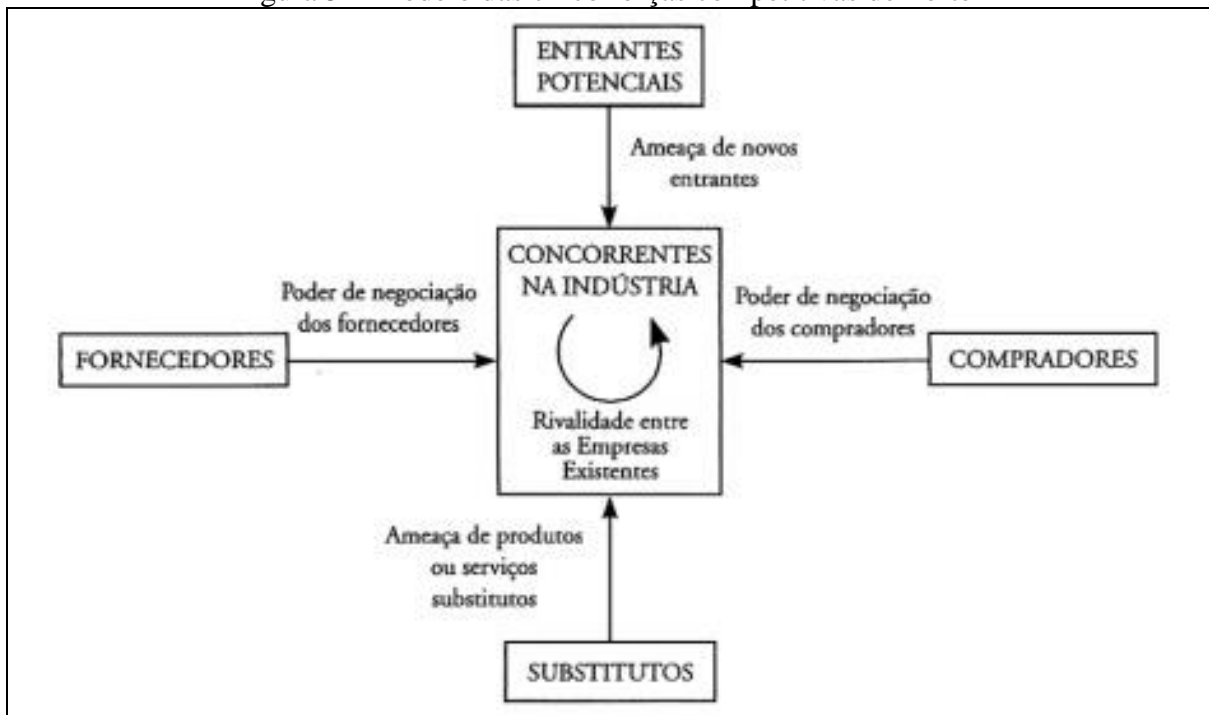 ENTRANTES
POTENCIAIS
Ameaça de novos
entrantes
CONCORRENTES
NA INDÚSTRIA
Poder de negociação
dos fornecedores
Poder de negociação
dos compradores
FORNECEDORES
COMPRADORES
Rivalidade entre
as Empresas
Existentes
Ameaça de produtos
ou serviços
substitutos
SUBSTITUTOS